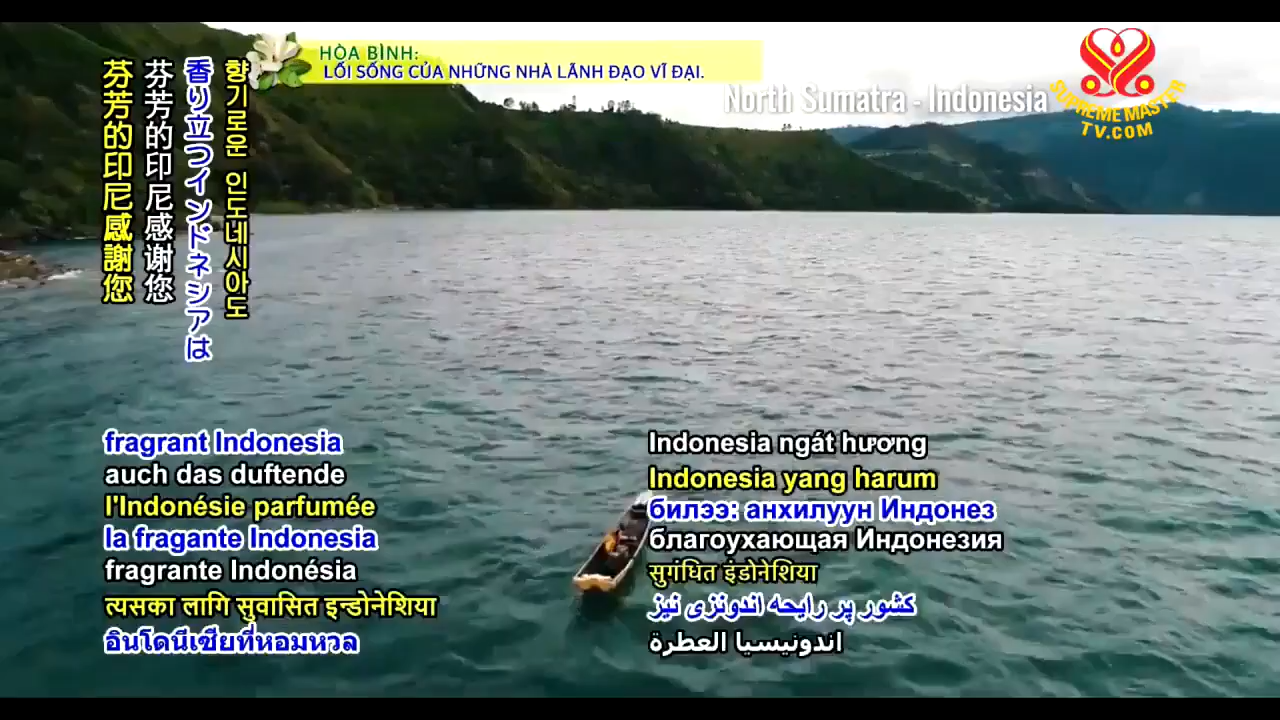 HÒA BÌNH:
LỐI SỐNG CỦA NHỮNG NHÀ LÃNH ĐẠO VĨ ĐẠI.
North Sumatra - Indonesia
SUPREME MASTER
TV.COM
향기로운 인도네시아도
香り立つインドネシアは
芬芳的印尼感谢您
芬芳的印尼感謝您
fragrant Indonesia
auch das duftende
l'Indonésie parfumée
la fragante Indonesia
fragrante Indonésia
त्यसका लागि सुवासित इन्डोनेशिया
อินโดนีเซียที่หอมหวล
Indonesia ngát hương
Indonesia yang harum
билээ: анхилуун Индонез
благоухающая Индонезия
सुगंधित इंडोनेशिया
کشور پر رایحه اندونزی نیز
اندونيسيا العطرة